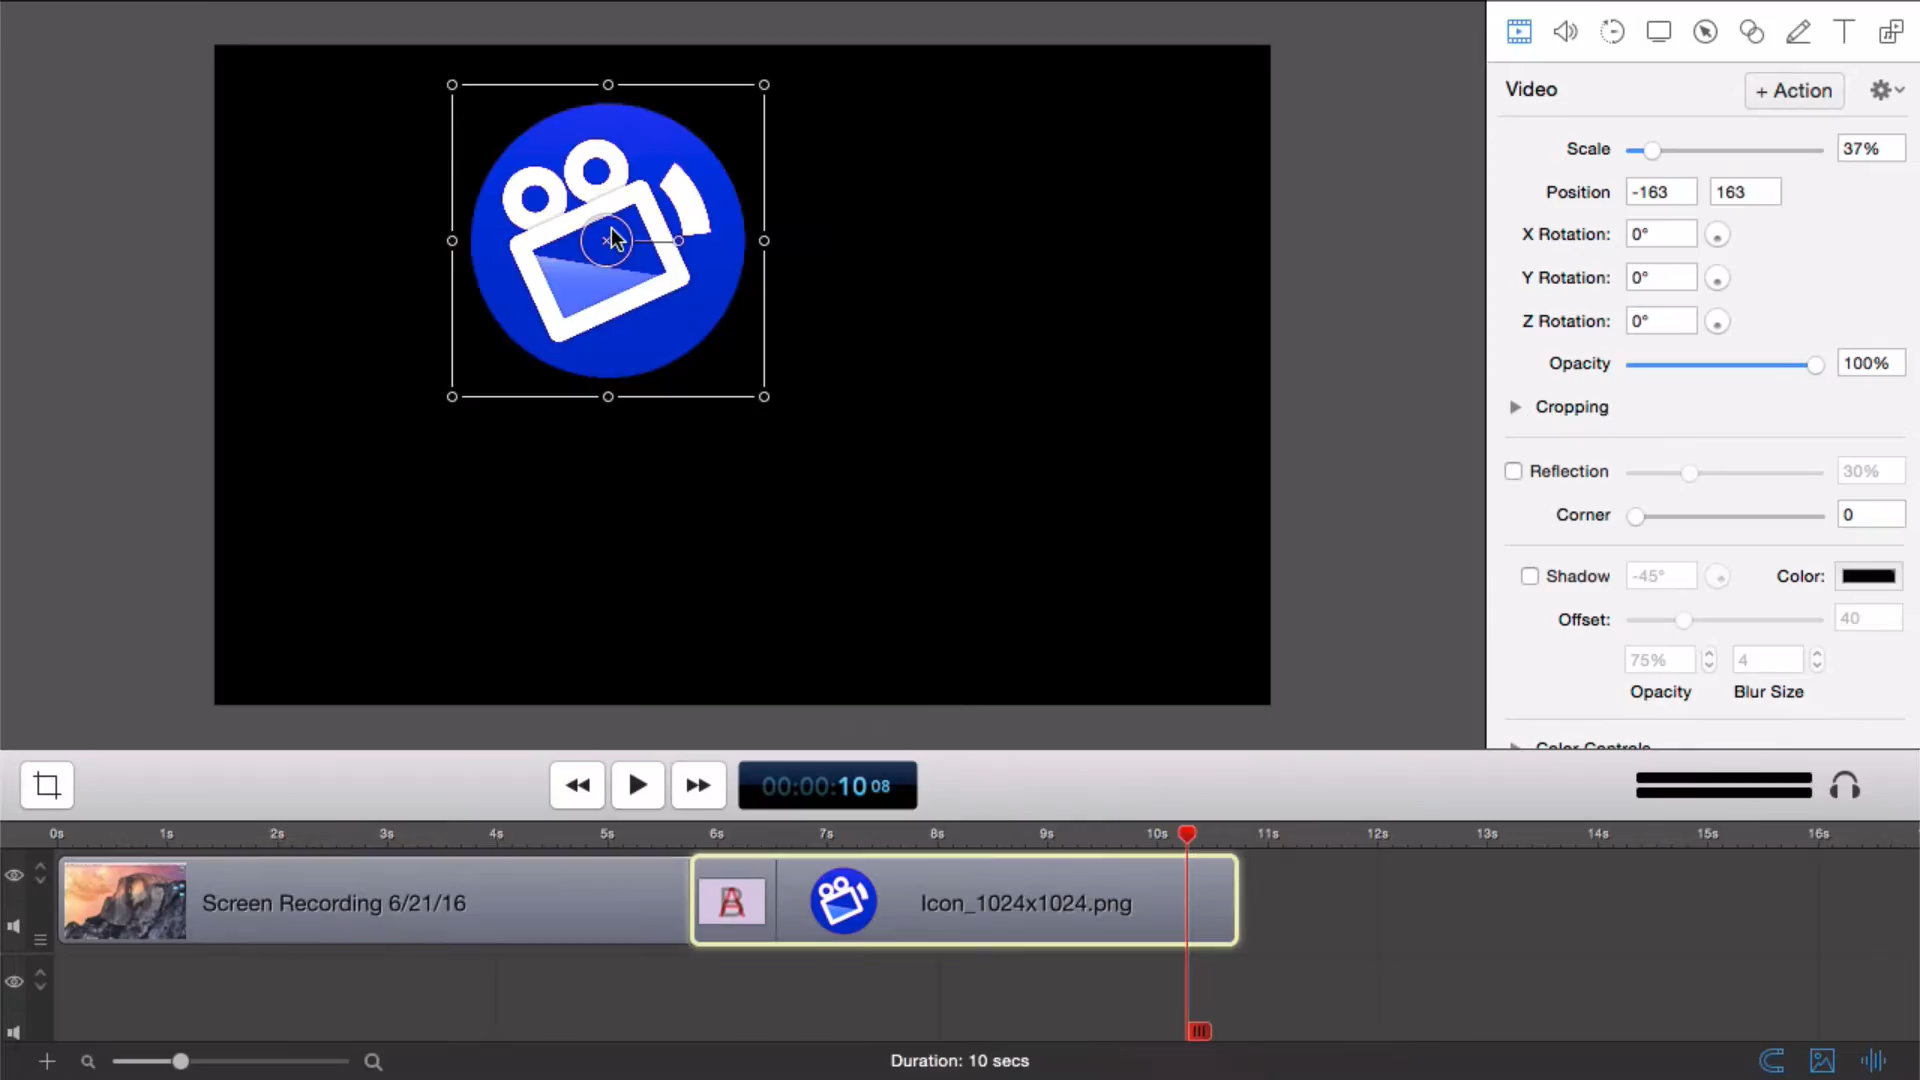 Video
+ Action
Scale
37%
Position
-163
163
X Rotation:
0°
Y Rotation:
0°
Z Rotation:
0°
Opacity
100%
Cropping
Reflection
30%
Corner
0
Shadow
-45°
Color:
Offset:
40
75%
4
Opacity
Blur Size
Color Controls
00:00:10 08
0s
1s
2s
3s
4s
5s
6s
7s
8s
9s
10s
11s
12s
13s
14s
15s
16s
Screen Recording 6/21/16
Icon_1024x1024.png
Duration: 10 secs